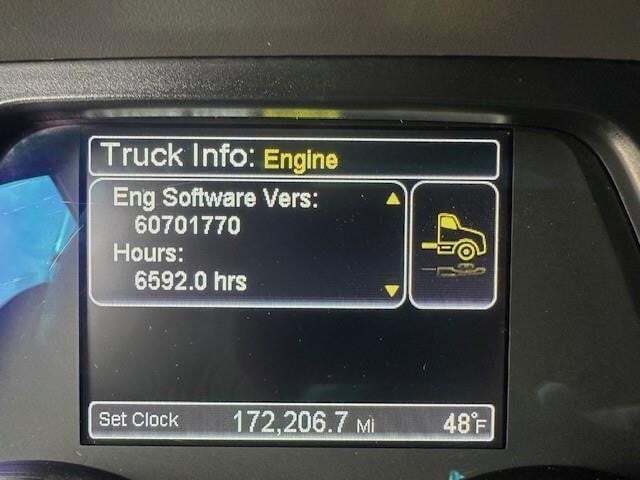 Truck Info: Engine
Eng Software Vers:
60701770
Hours:
6592.0 hrs
Set Clock 172,206.7 Mi 48°F